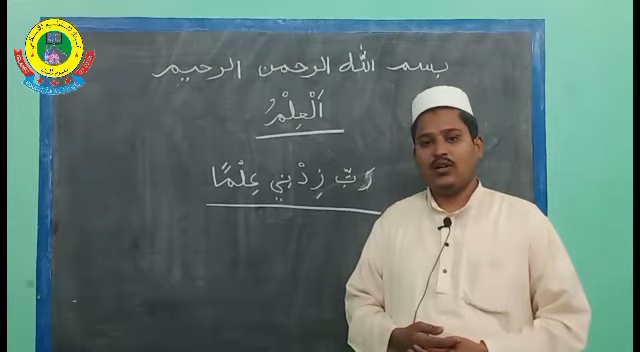 بسم الله الرحمن الرحيم
اَلْعِلْمُ
رَبِّ زِدْنِي عِلْمًا